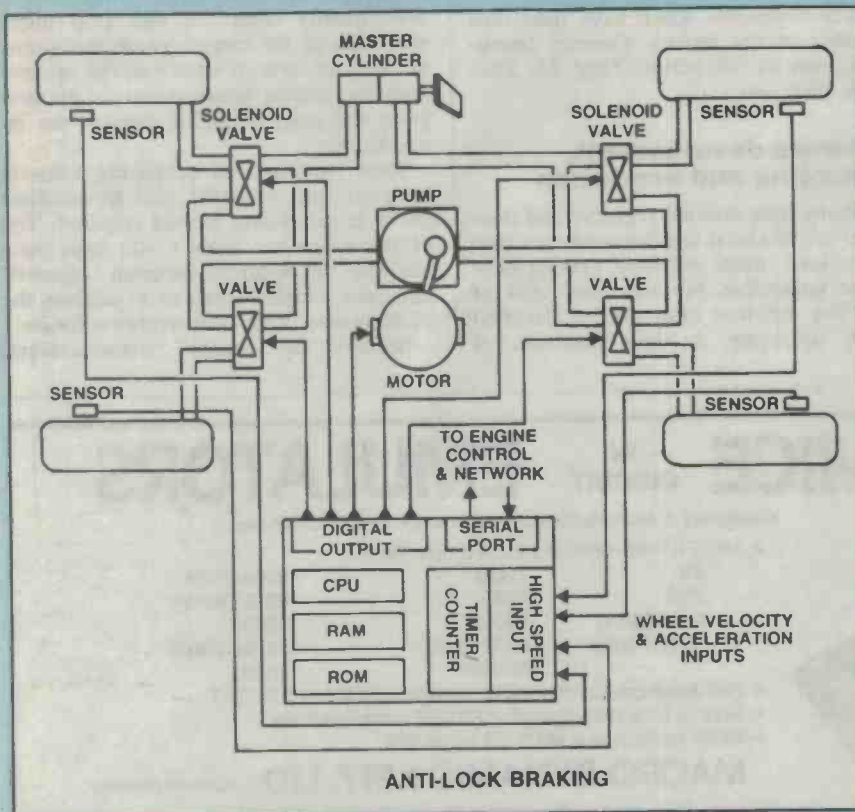 MASTER
CYLINDER
SENSOR
SOLENOID
VALVE
SOLENOID
VALVE
SENSOR
PUMP
VALVE
VALVE
MOTOR
SENSOR
SENSOR
TO ENGINE
CONTROL
& NETWORK
DIGITAL
OUTPUT
SERIAL
PORT
CPU
RAM
ROM
TIMER/
COUNTER
HIGH SPEED
INPUT
WHEEL VELOCITY
& ACCELERATION
INPUTS
ANTI-LOCK BRAKING